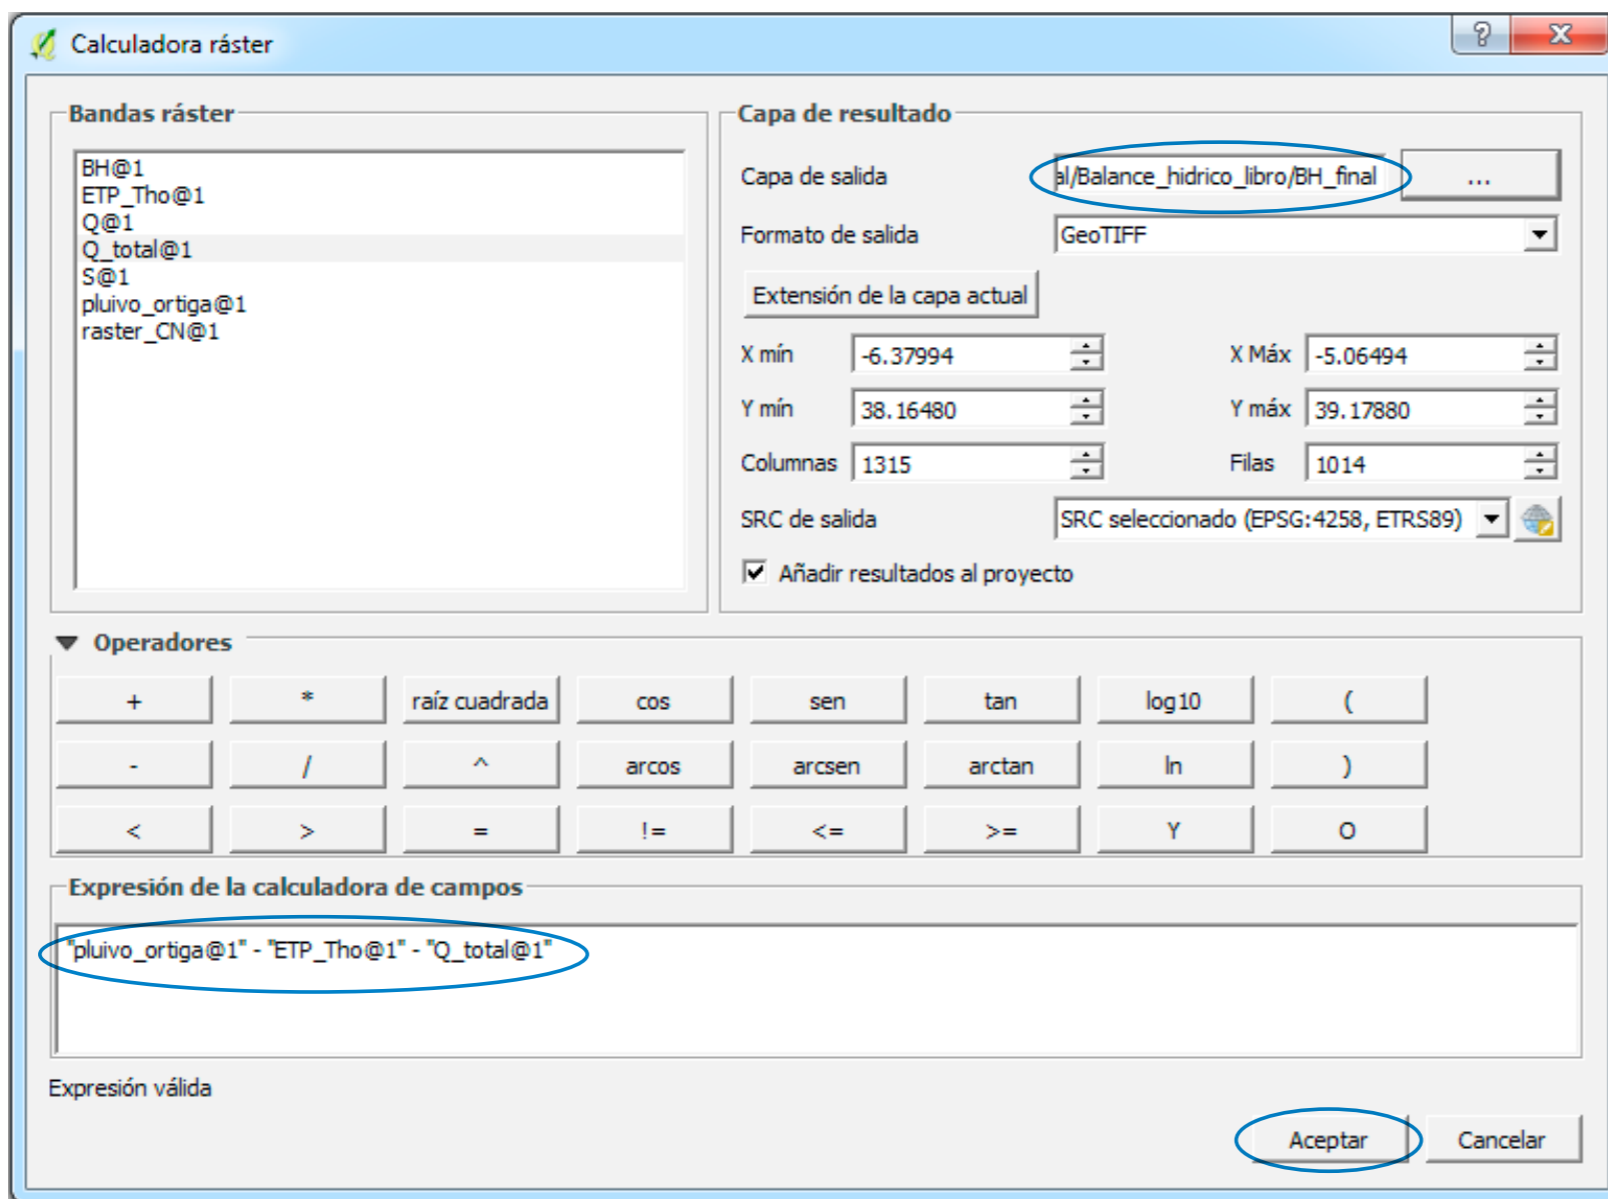 Calculadora ráster
?
X
Bandas ráster
BH@1
ETP_Tho@1
Q@1
Q_total@1
S@1
pluivo_ortiga@1
raster_CN@1
Capa de resultado
Capa de salida al/Balance_hidrico_libro/BH_final ...
Formato de salida GeoTIFF
Extensión de la capa actual
X mín -6.37994 X Máx -5.06494
Y mín 38.16480 Y máx 39.17880
Columnas 1315 Filas 1014
SRC de salida SRC seleccionado (EPSG:4258, ETRS89)
Añadir resultados al proyecto
Operadores
+ * raíz cuadrada cos sen tan log10 (
- / ^ arcos arcsen arctan ln )
< > = != <= >= Y O
Expresión de la calculadora de campos
"pluivo_ortiga@1" - "ETP_Tho@1" - "Q_total@1"
Expresión válida
Aceptar Cancelar